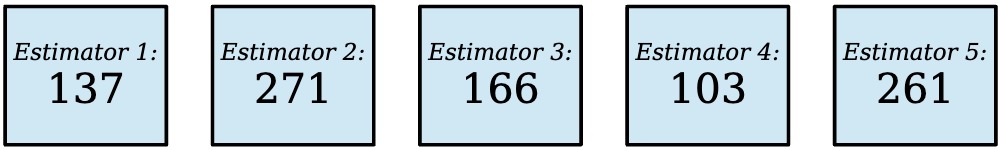 Estimator 1:
137
Estimator 2:
271
Estimator 3:
166
Estimator 4:
103
Estimator 5:
261